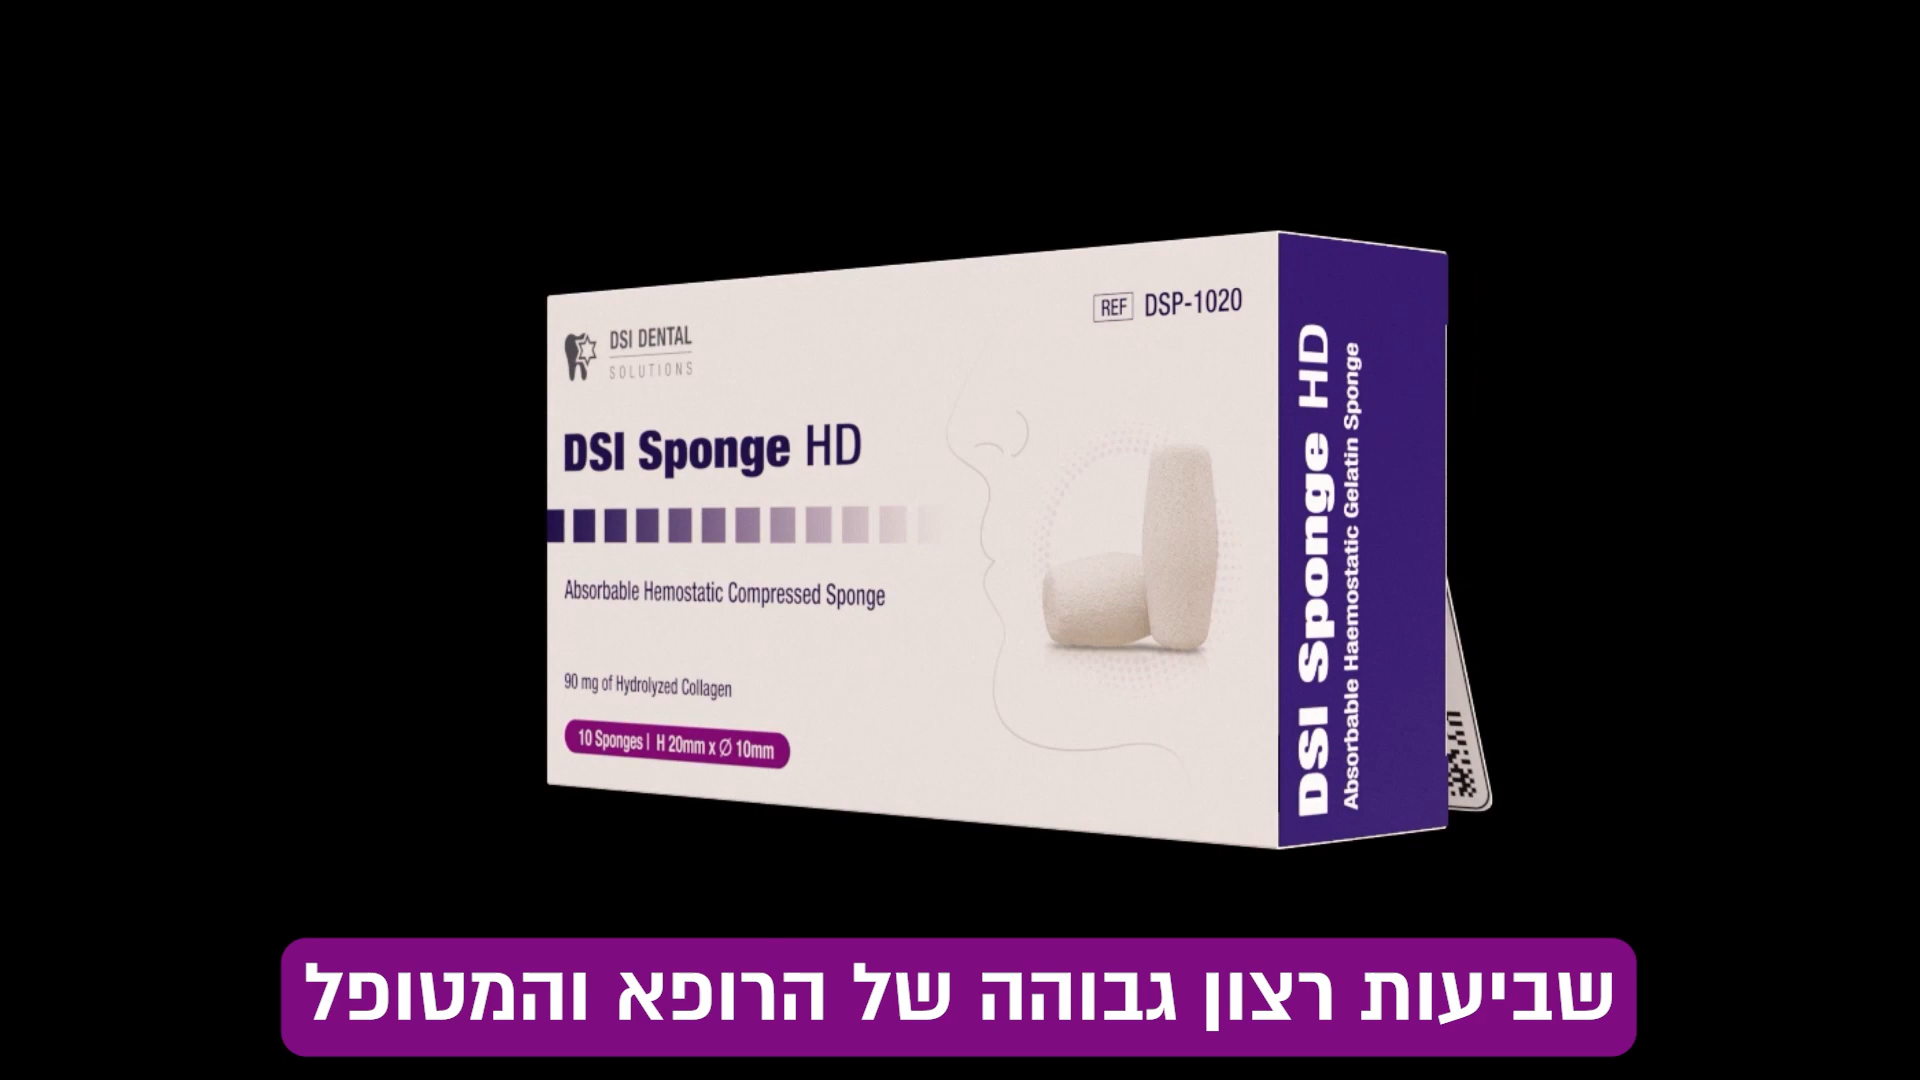 DSI DENTAL
SOLUTIONS
REF DSP-1020
DSI Sponge HD
Absorbable Hemostatic Compressed Sponge
90 mg of Hydrolyzed Collagen
10 Sponges | H 20mm x Ø 10mm
DSI Sponge HD
Absorbable Haemostatic Gelatin Sponge
שביעות רצון גבוהה של הרופא והמטופל